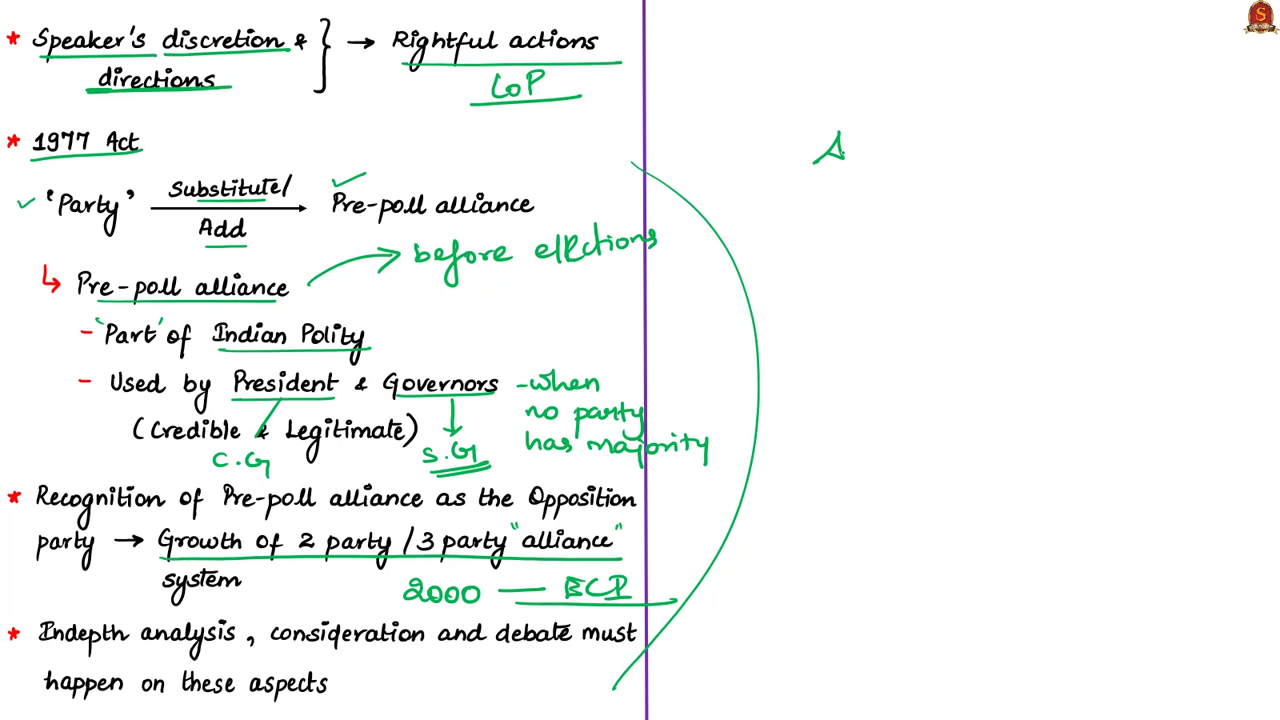 * Speaker's discretion & directions } → Rightful actions
LoP
* 1977 Act
✓ 'Party' Substitute/ Add → Pre-poll alliance
before elections
↳ Pre-poll alliance
- 'Part' of Indian Polity
- Used by President & Governors - when no party has majority
(Credible & Legitimate)
C.G S.G
* Recognition of Pre-poll alliance as the Opposition
party → Growth of 2 party / 3 party "alliance"
system
2000 — ECI
* Indepth analysis, consideration and debate must
happen on these aspects
S